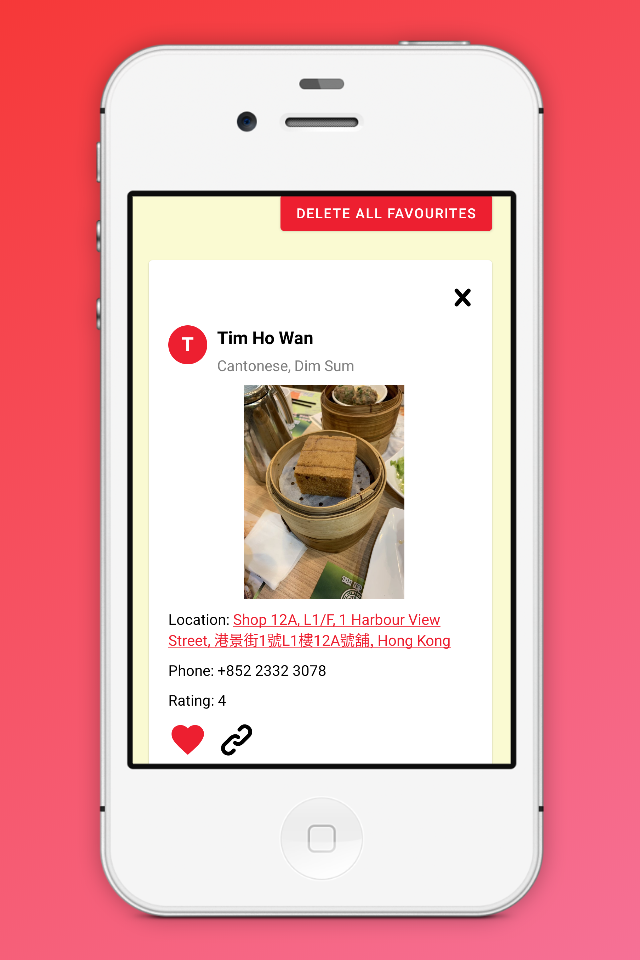 DELETE ALL FAVOURITES
T
Tim Ho Wan
Cantonese, Dim Sum
Location: Shop 12A, L1/F, 1 Harbour View
Street, 港景街1號L1樓12A號舖, Hong Kong
Phone: +852 2332 3078
Rating: 4